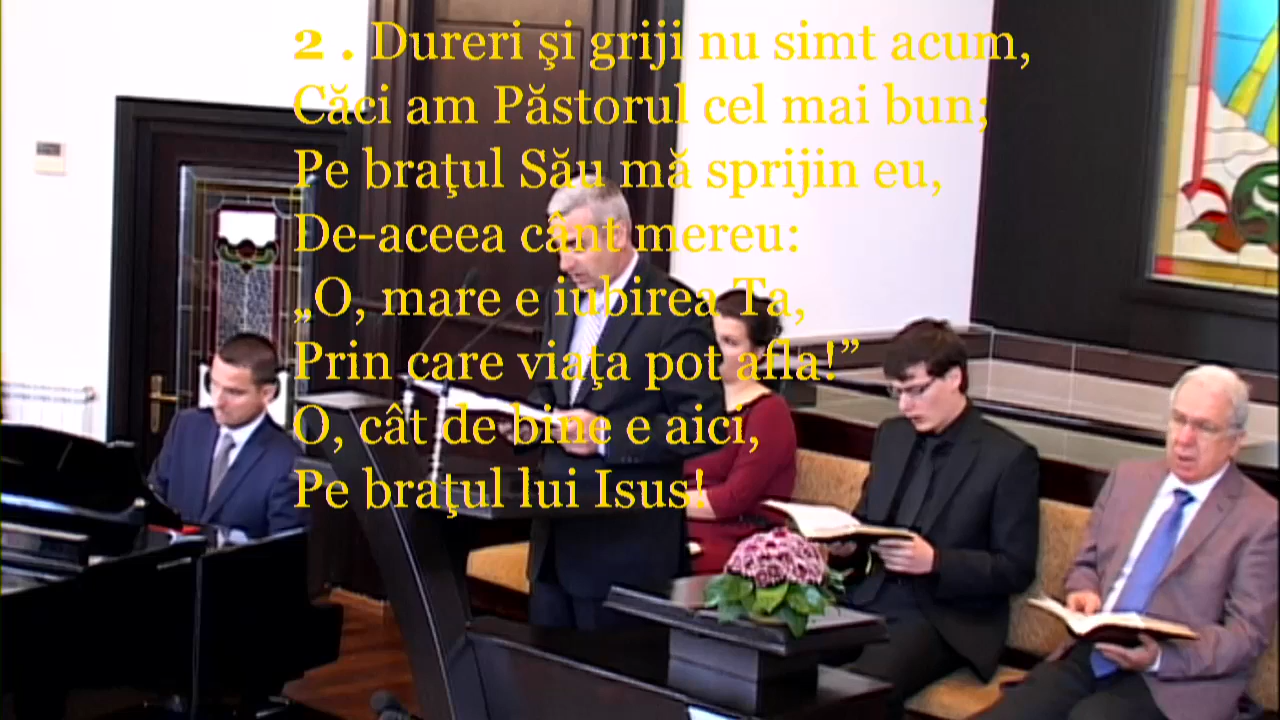 2 . Dureri şi griji nu simt acum,
Căci am Păstorul cel mai bun;
Pe braţul Său mă sprijin eu,
De-aceea cânt mereu:
„O, mare e iubirea Ta,
Prin care viaţa pot afla!”
O, cât de bine e aici,
Pe braţul lui Isus!